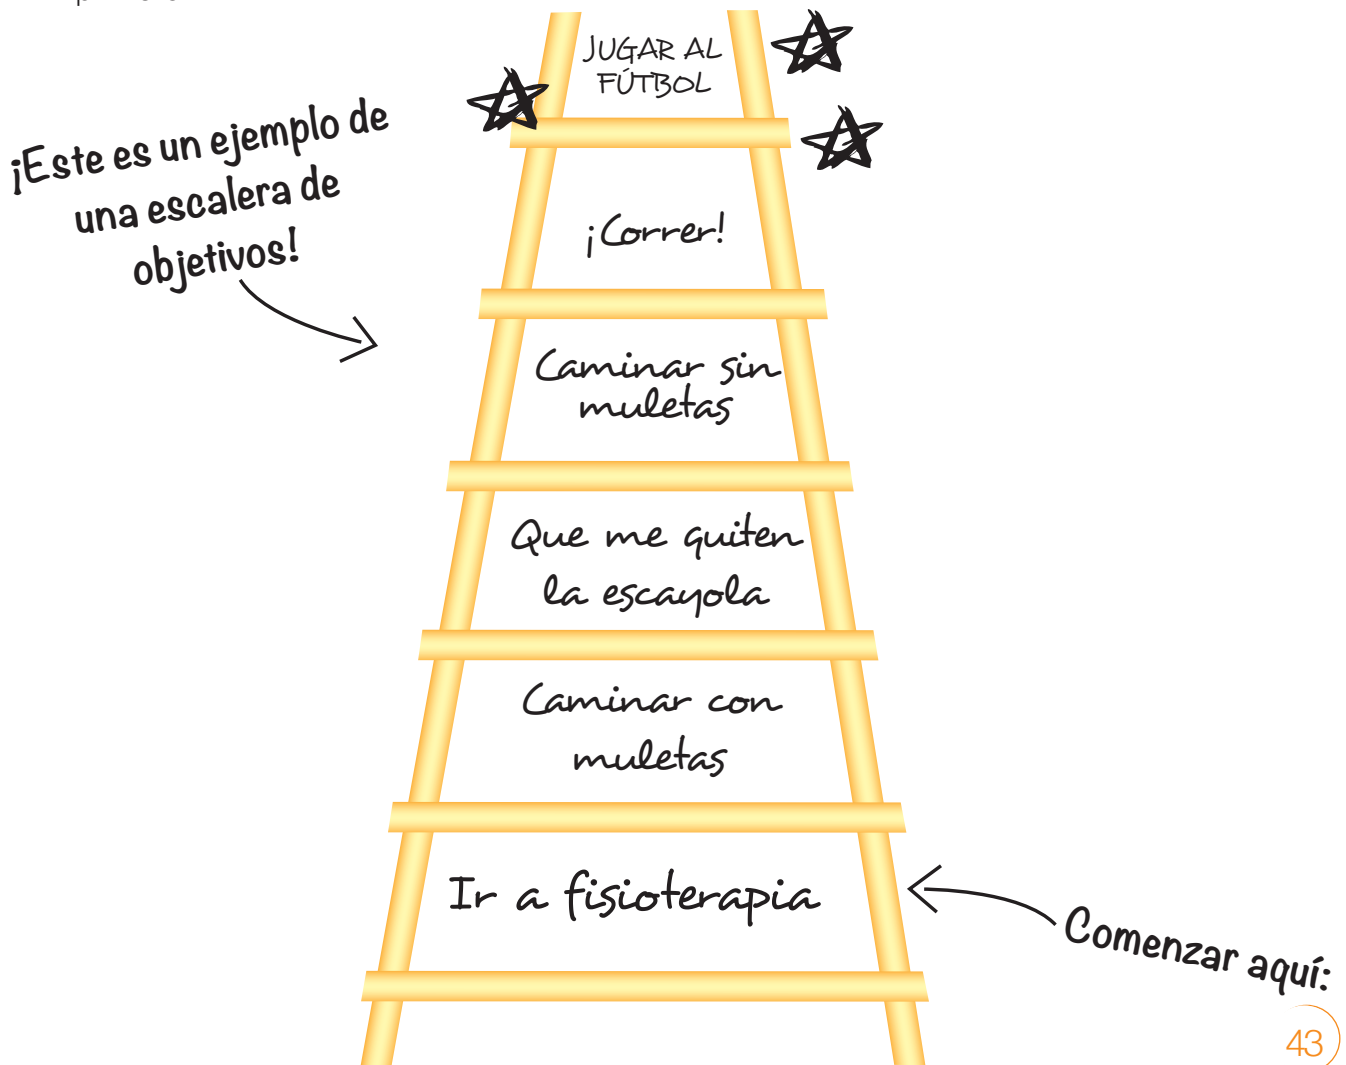 JUGAR AL
FÚTBOL
¡Este es un ejemplo de
una escalera de
objetivos!
¡Correr!
Caminar sin
muletas
Que me quiten
la escayola
Caminar con
muletas
Ir a fisioterapia
Comenzar aquí:
43